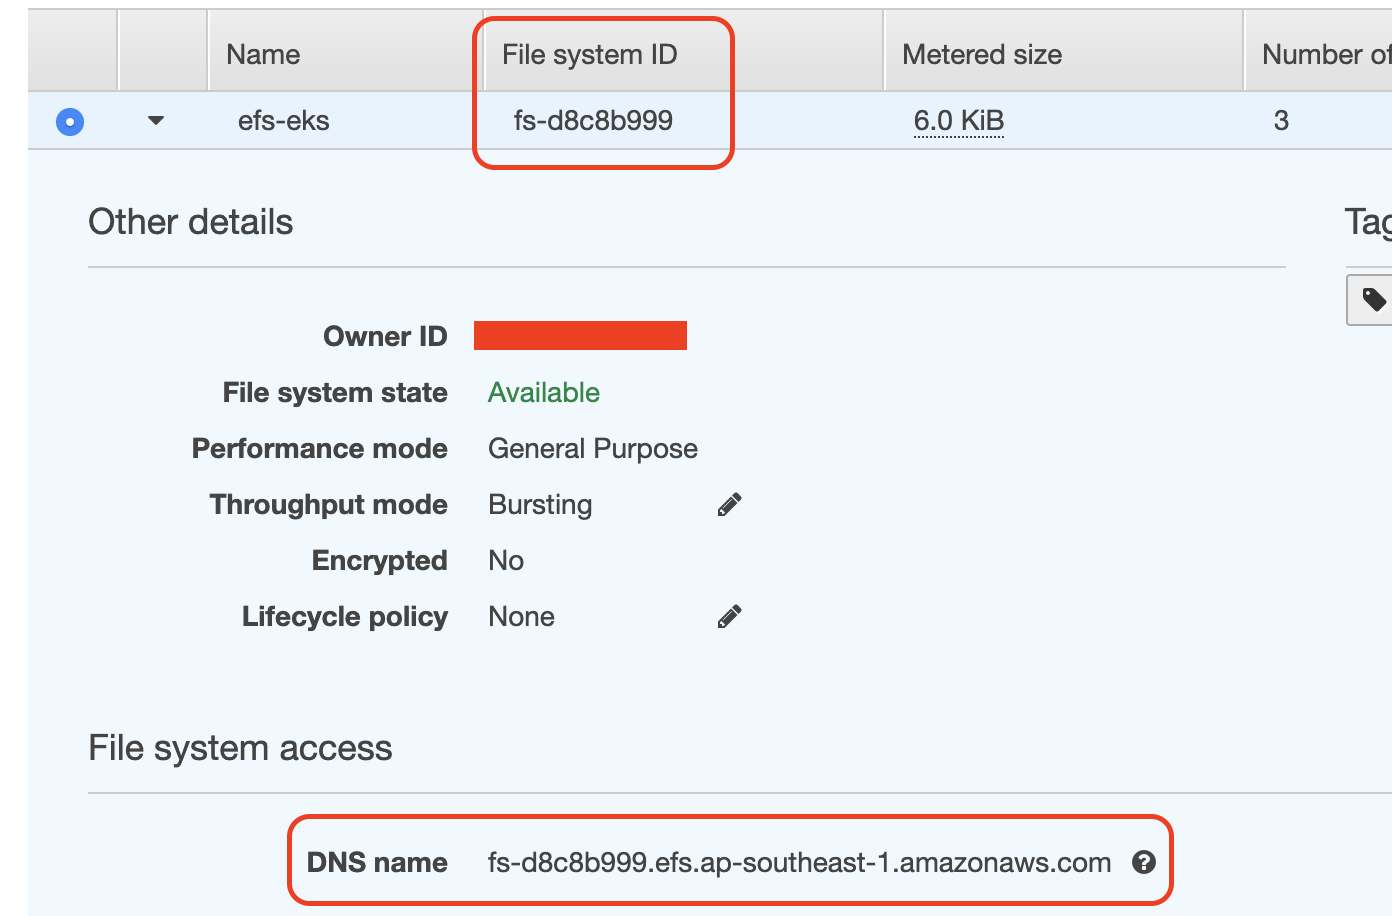 Name File system ID Metered size Number of
efs-eks fs-d8c8b999 6.0 KiB 3
Other details
Tag
Owner ID
File system state Available
Performance mode General Purpose
Throughput mode Bursting
Encrypted No
Lifecycle policy None
File system access
DNS name fs-d8c8b999.efs.ap-southeast-1.amazonaws.com